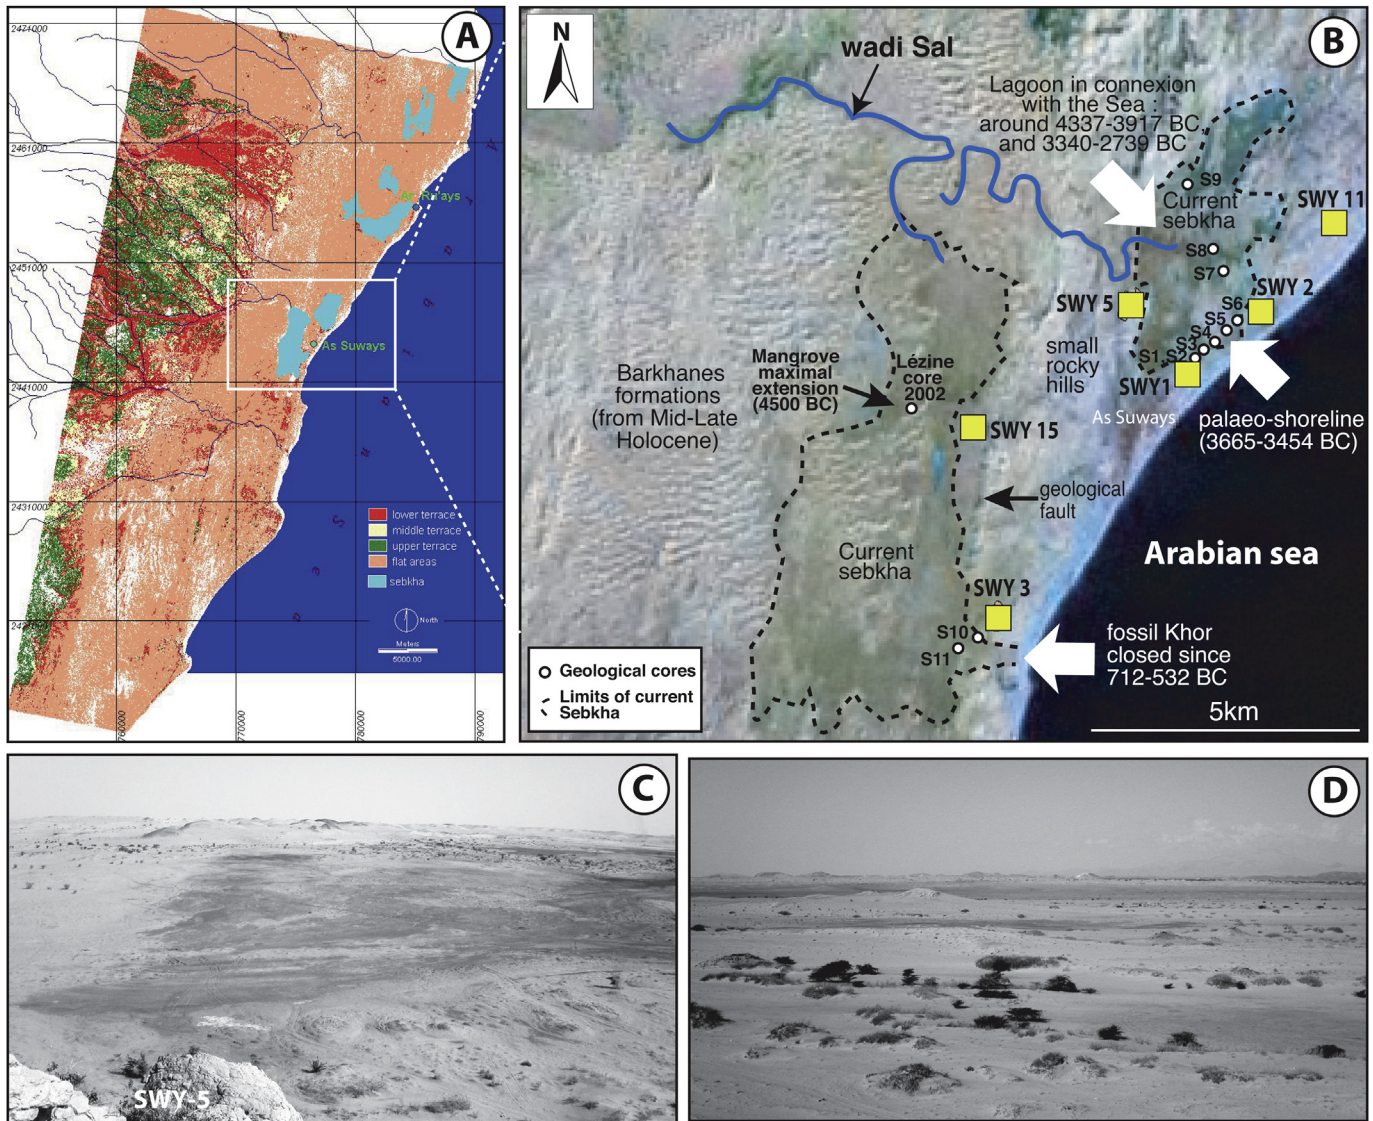 A
2471000
2461000
Ar Ru'ays
2451000
As Suways
2441000
2431000
lower terrace
middle terrace
upper terrace
flat areas
sebkha
North
Meters
5000.00
770000
780000
790000
B
N
wadi Sal
Lagoon in connexion
with the Sea :
around 4337-3917 BC,
and 3340-2739 BC
S9
Current
sebkha
SWY 11
S8
S7
SWY 2
SWY 5
S6
S5
S4
S3
S1, S2
SWY1
small
rocky
hills
As Suways
palaeo-shoreline
(3665-3454 BC)
Mangrove
maximal
extension
(4500 BC)
Lézine
core
2002
Barkhanes
formations
(from Mid-Late
Holocene)
SWY 15
geological
fault
Arabian sea
Current
sebkha
SWY 3
S10
S11
fossil Khor
closed since
712-532 BC
Geological cores
Limits of current
Sebkha
5km
C
SWY-5
D